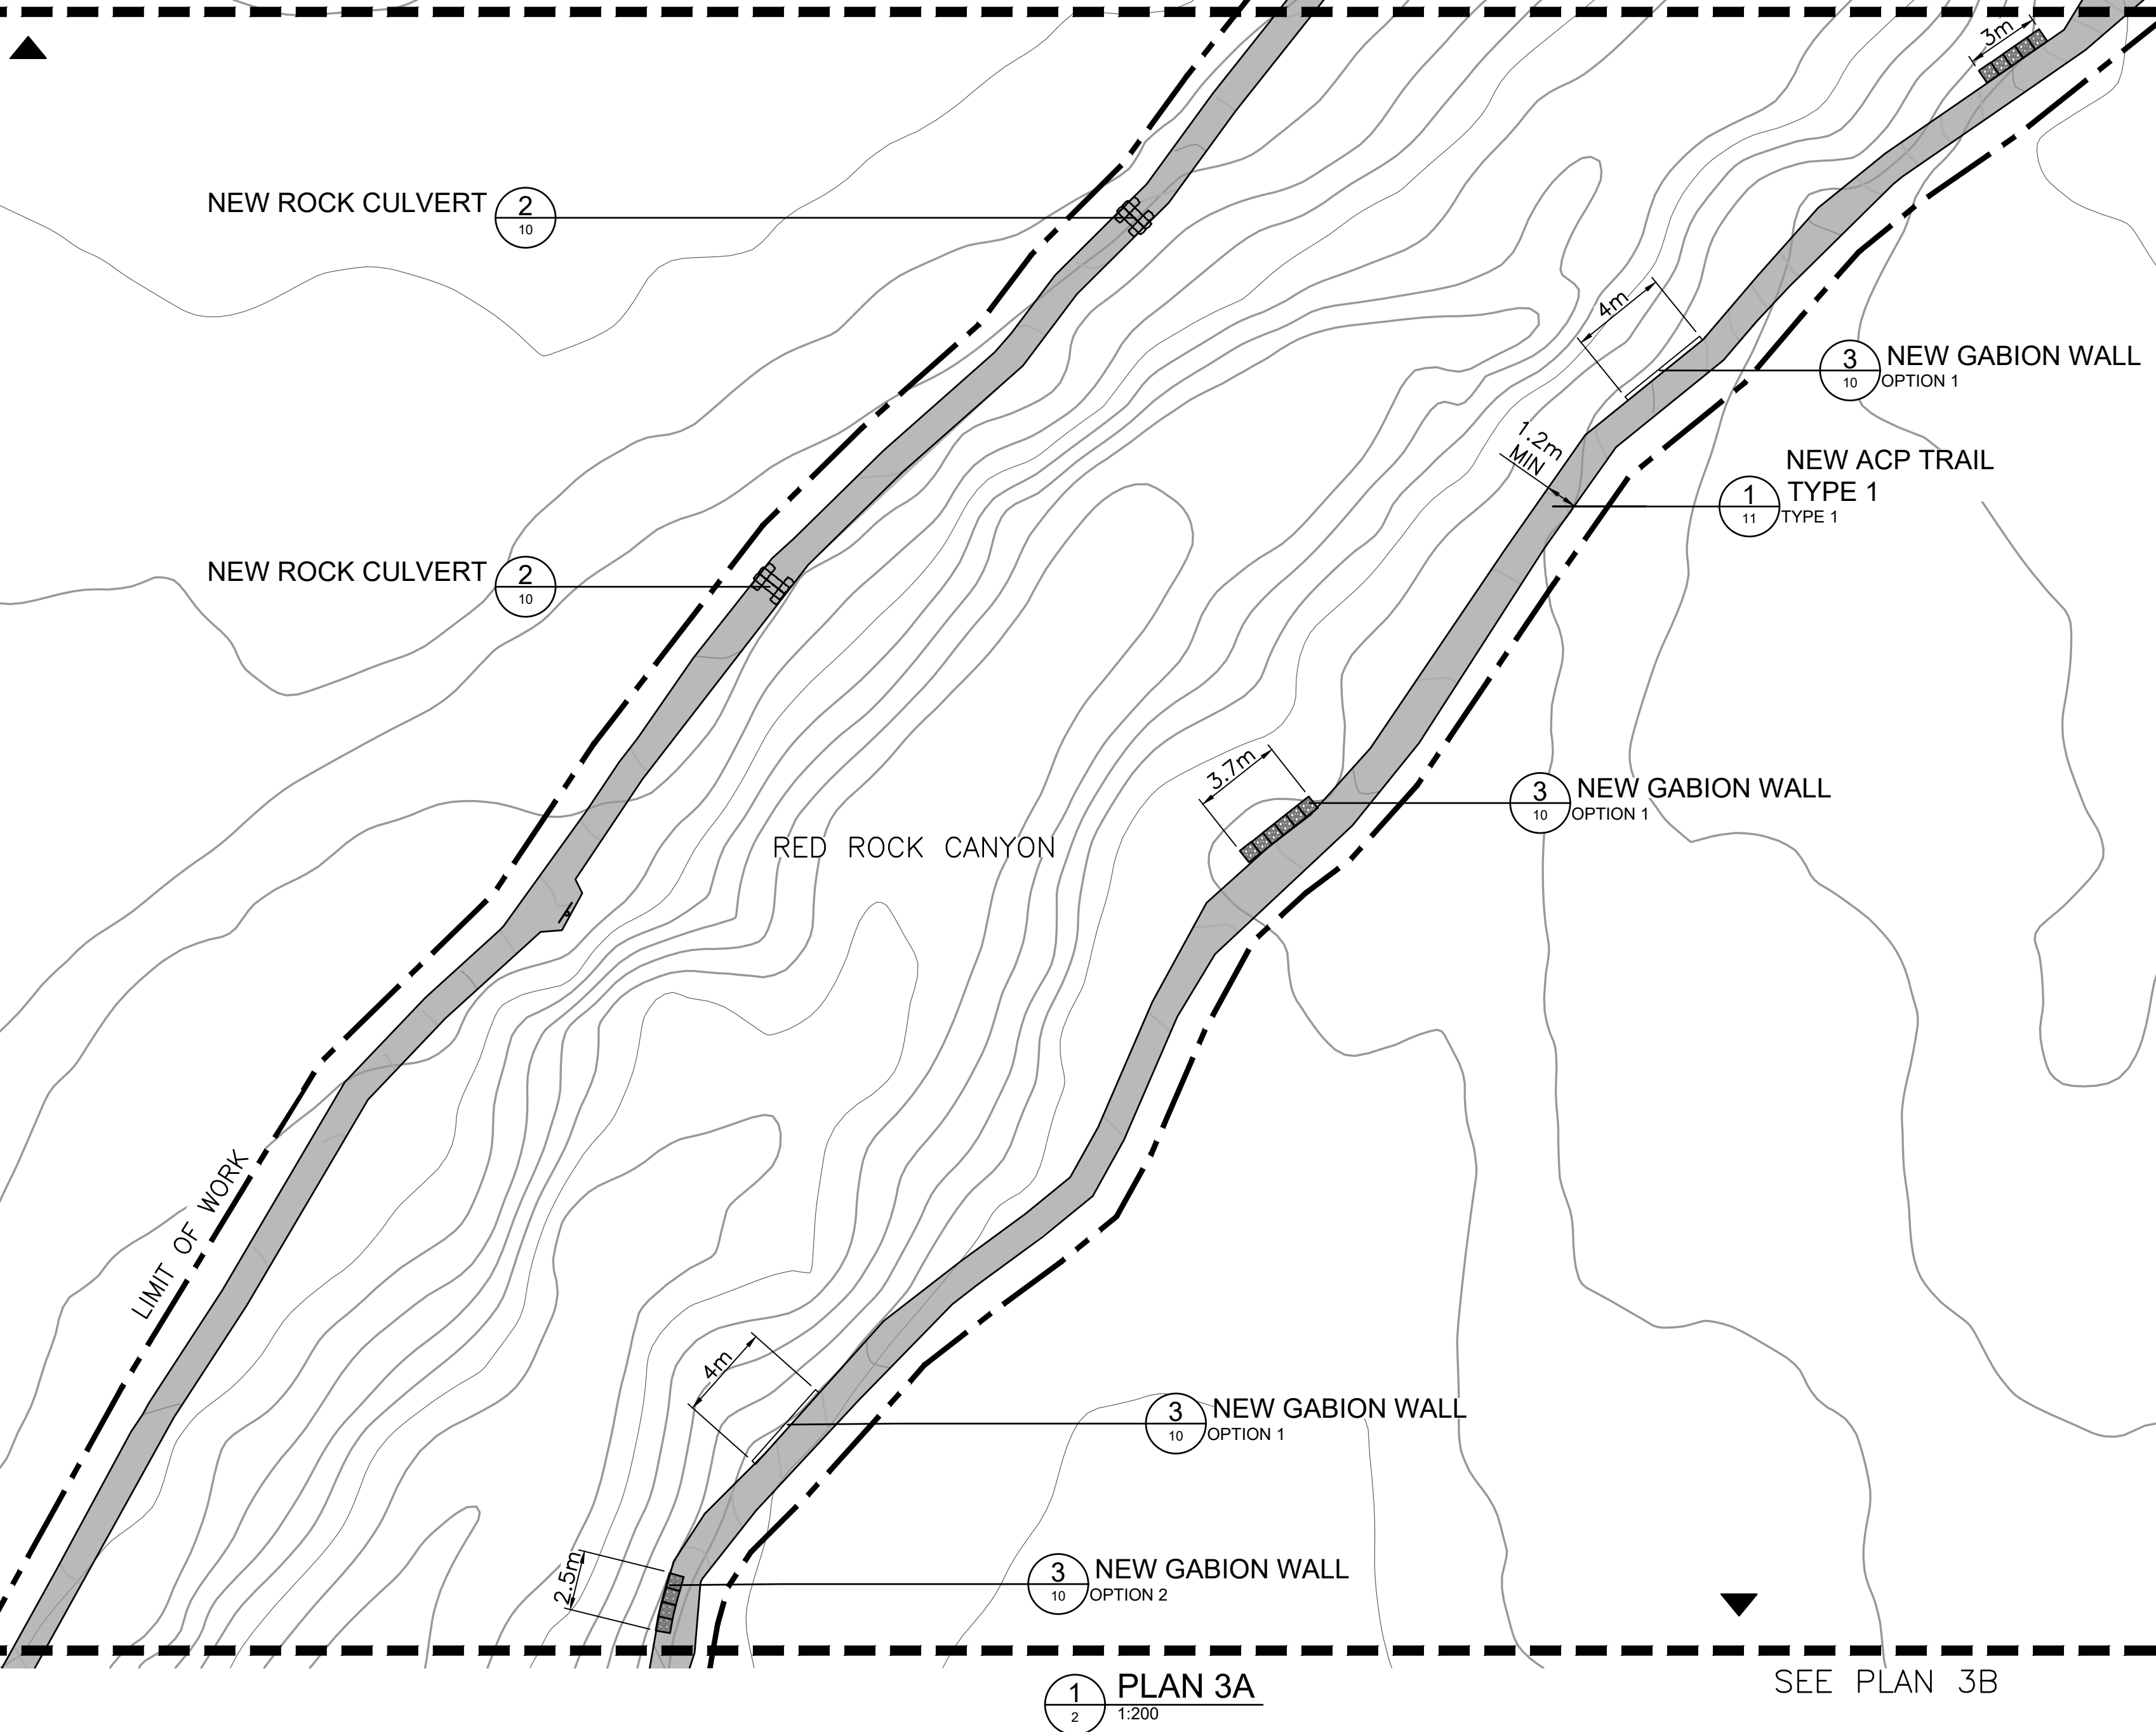 3m
NEW ROCK CULVERT
2
10
4m
3
10
NEW GABION WALL
OPTION 1
1.2m
MIN
NEW ACP TRAIL
TYPE 1
1
11
TYPE 1
NEW ROCK CULVERT
2
10
3.7m
3
10
NEW GABION WALL
OPTION 1
RED ROCK CANYON
LIMIT OF WORK
4m
3
10
NEW GABION WALL
OPTION 1
2.5m
3
10
NEW GABION WALL
OPTION 2
1
2
PLAN 3A
1:200
SEE PLAN 3B